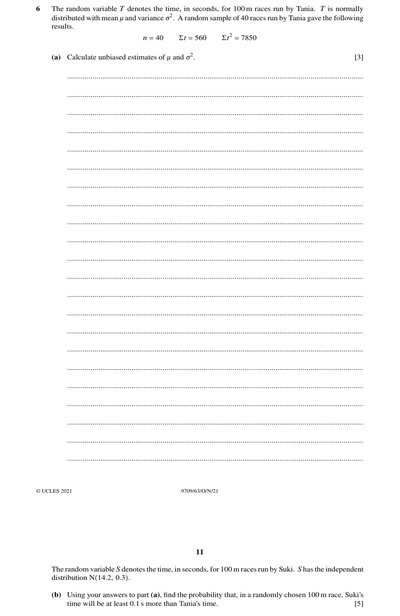 6 The random variable T denotes the time, in seconds, for 100 m races run by Tania. T is normally
distributed with mean μ and variance σ². A random sample of 40 races run by Tania gave the following
results.
n = 40 Σt = 560 Σt² = 7850
(a) Calculate unbiased estimates of μ and σ². [3]
© UCLES 2021 9709/63/O/N/21
11
The random variable S denotes the time, in seconds, for 100 m races run by Suki. S has the independent
distribution N(14.2, 0.3).
(b) Using your answers to part (a), find the probability that, in a randomly chosen 100 m race, Suki's
time will be at least 0.1 s more than Tania's time. [5]